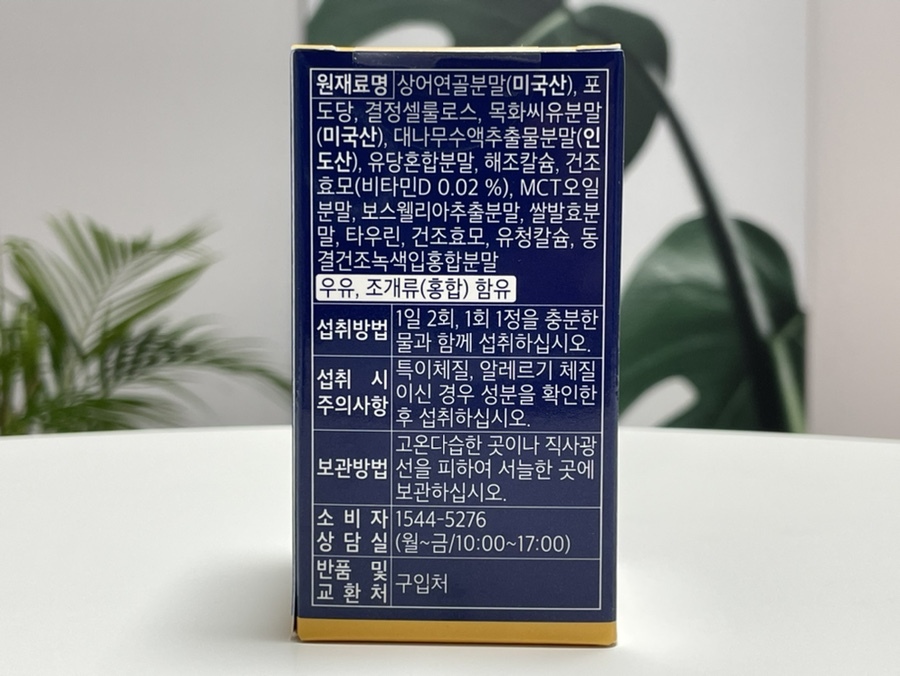 원재료명 상어연골분말(미국산), 포
도당, 결정셀룰로스, 목화씨유분말
(미국산), 대나무수액추출물분말(인
도산), 유당혼합분말, 해조칼슘, 건조
효모(비타민D 0.02 %), MCT오일
분말, 보스웰리아추출분말, 쌀발효분
말, 타우린, 건조효모, 유청칼슘, 동
결건조녹색입홍합분말
우유, 조개류(홍합) 함유
섭취방법
1일 2회, 1회 1정을 충분한
물과 함께 섭취하십시오.
섭취 시
주의사항
특이체질, 알레르기 체질
이신 경우 성분을 확인한
후 섭취하십시오.
보관방법
고온다습한 곳이나 직사광
선을 피하여 서늘한 곳에
보관하십시오.
소비자
상담실
1544-5276
(월~금/10:00~17:00)
반품 및
교환처
구입처